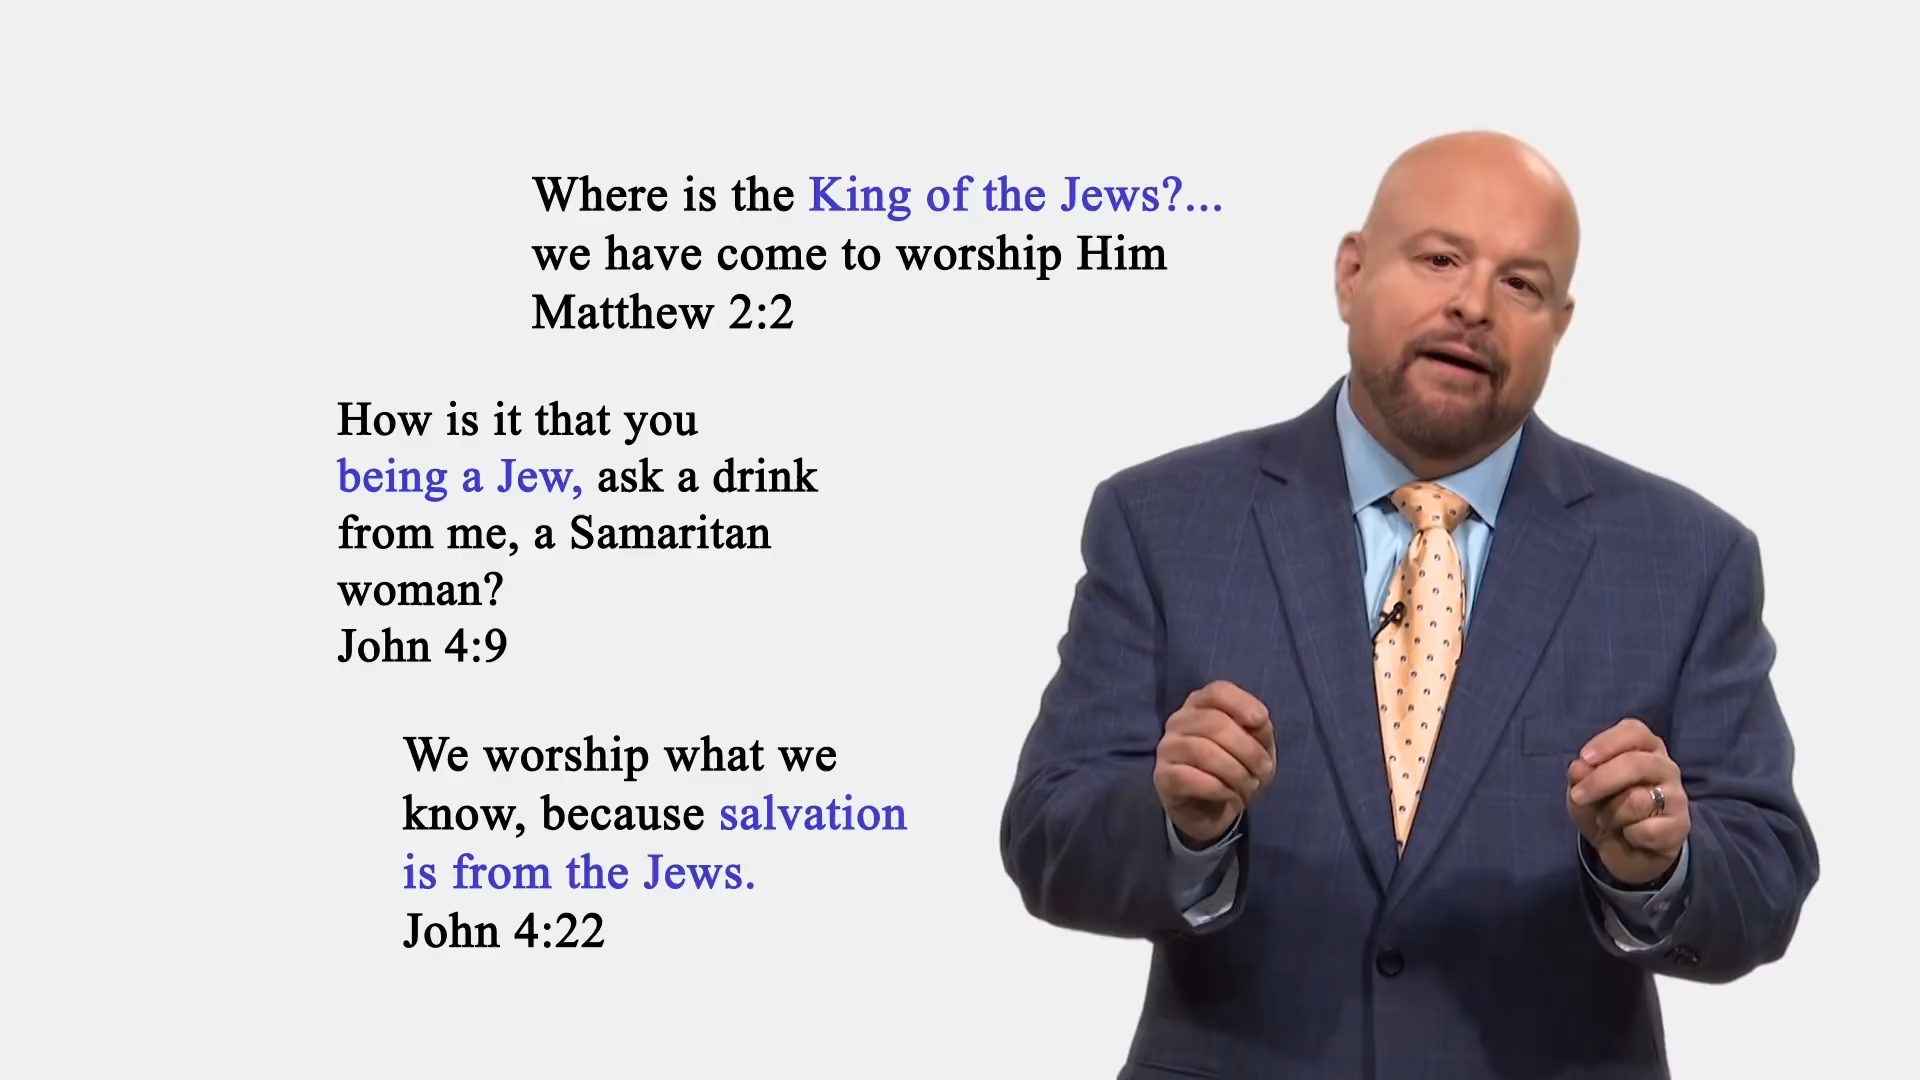 Where is the King of the Jews?...
we have come to worship Him
Matthew 2:2
How is it that you
being a Jew, ask a drink
from me, a Samaritan
woman?
John 4:9
We worship what we
know, because salvation
is from the Jews.
John 4:22